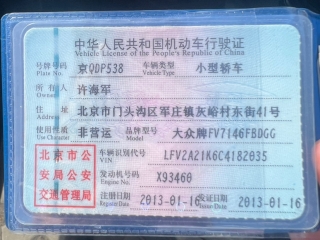 中华人民共和国机动车行驶证
Vehicle License of the People's Republic of China
号牌号码 京QDP538 车辆类型 小型轿车
Plate No. Vehicle Type
所有人 许海军
住址 北京市门头沟区军庄镇灰峪村东街41号
使用性质 非营运 品牌型号 大众牌FV7146FBDGG
Use Character Model
北京市公安局公安交通管理局
车辆识别代号 LFV2A21K6C4182035
VIN
发动机号码 X93460
Engine No.
注册日期 2013-01-16 发证日期 2013-01-16
Register Date Issue Date